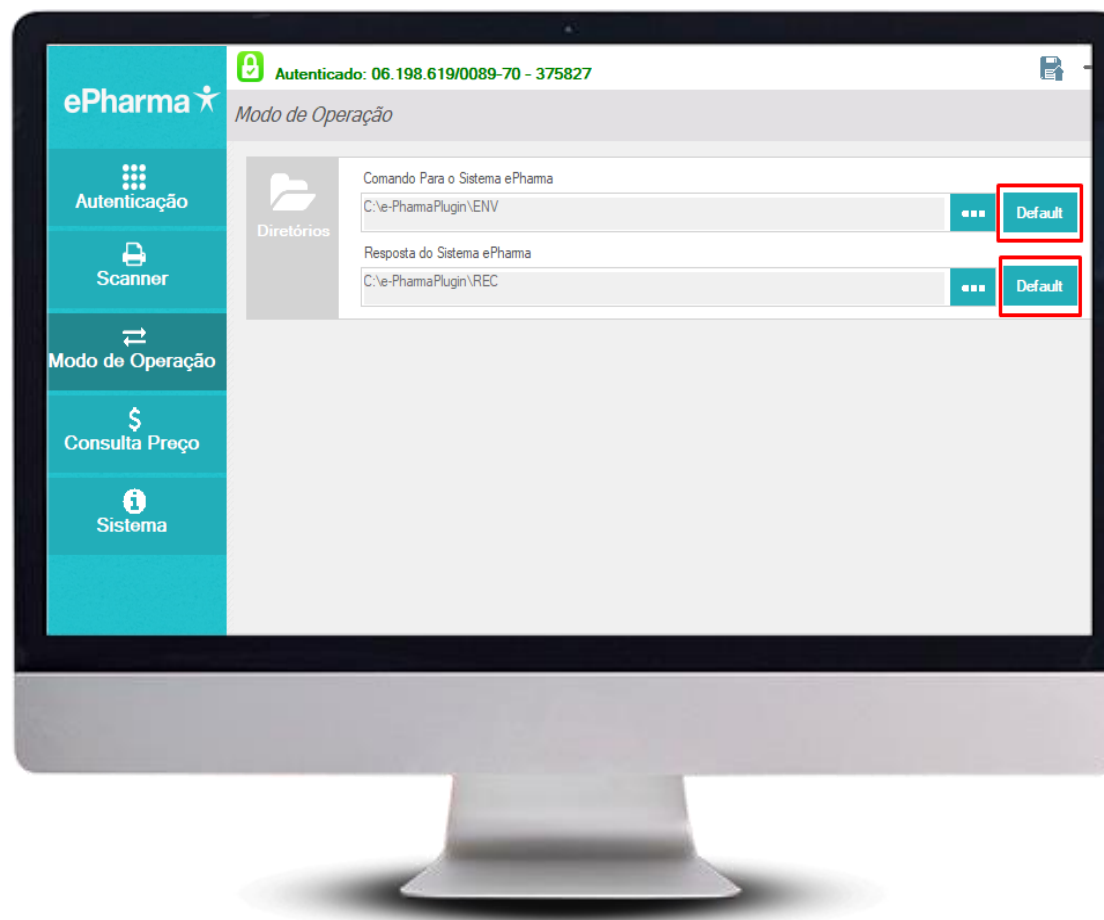 ePharma
Autenticado: 06.198.619/0089-70 - 375827
Modo de Operação
Autenticação
Scanner
Modo de Operação
Consulta Preço
Sistema
Diretórios
Comando Para o Sistema ePharma
C:\e-PharmaPlugin\ENV
Default
Resposta do Sistema ePharma
C:\e-PharmaPlugin\REC
Default